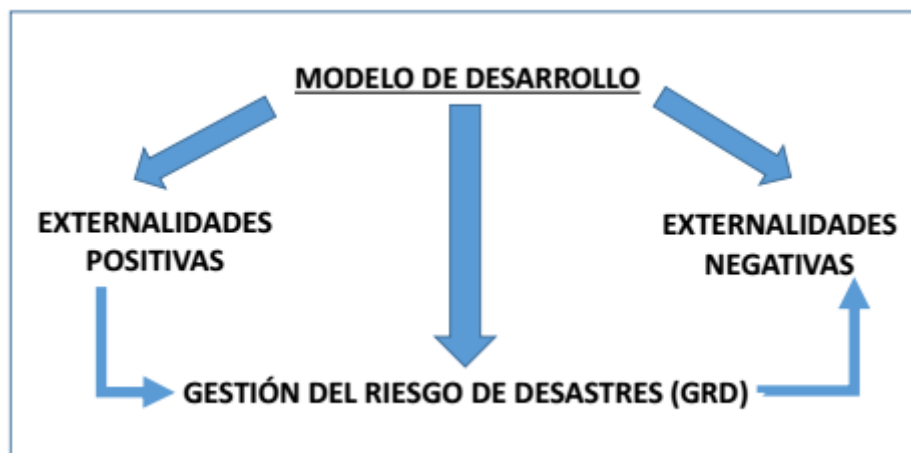 MODELO DE DESARROLLO
EXTERNALIDADES
POSITIVAS
EXTERNALIDADES
NEGATIVAS
GESTIÓN DEL RIESGO DE DESASTRES (GRD)